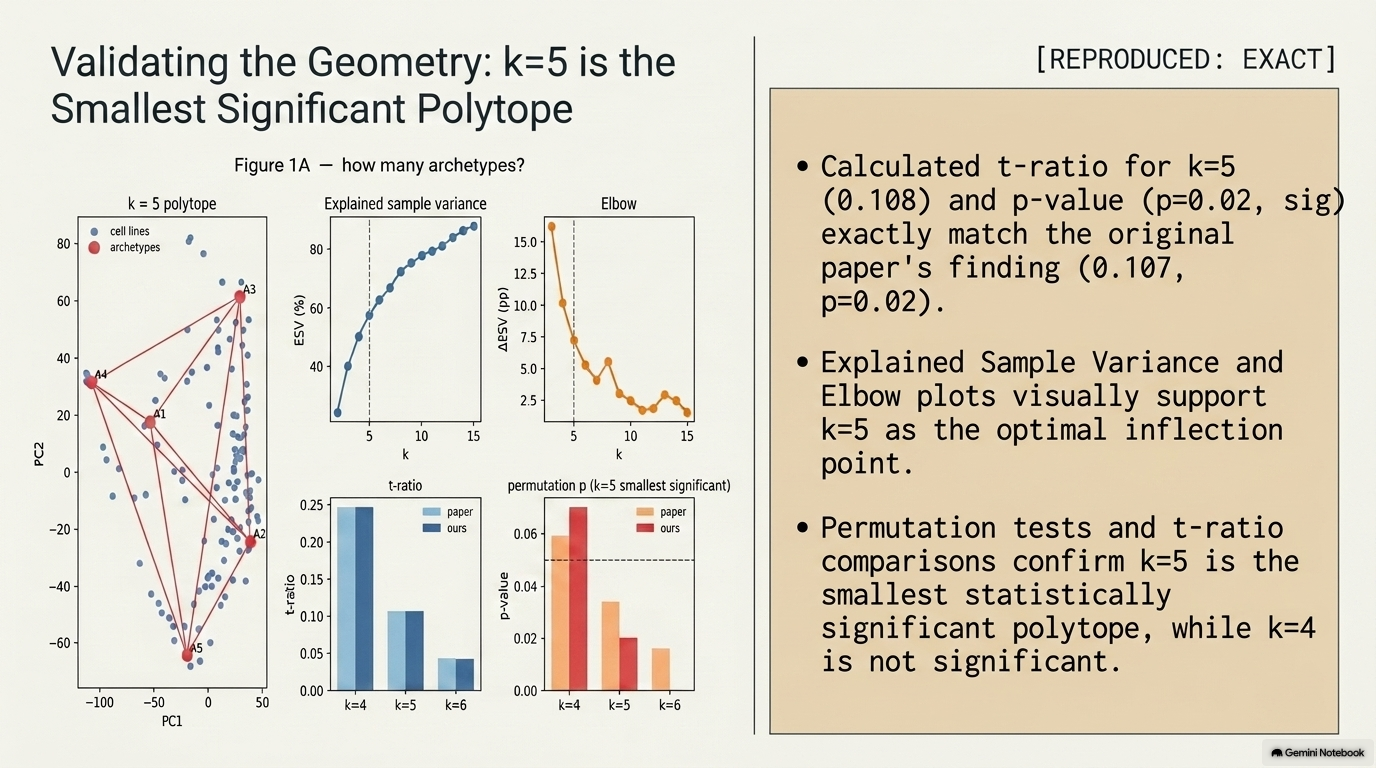 Validating the Geometry: k=5 is the
Smallest Significant Polytope
Figure 1A — how many archetypes?
k = 5 polytope
cell lines
archetypes
A3
A4
A1
A2
A5
80
60
40
20
0
−20
−40
−60
PC2
−100
−50
0
50
PC1
Explained sample variance
80
60
40
ESV (%)
5
10
15
k
Elbow
15.0
12.5
10.0
7.5
5.0
2.5
ΔESV (pp)
5
10
15
k
t-ratio
paper
ours
0.25
0.20
0.15
0.10
0.05
0.00
t-ratio
k=4
k=5
k=6
permutation p (k=5 smallest significant)
paper
ours
0.06
0.04
0.02
0.00
p-value
k=4
k=5
k=6
[REPRODUCED: EXACT]
• Calculated t-ratio for k=5
(0.108) and p-value (p=0.02, sig)
exactly match the original
paper's finding (0.107,
p=0.02).
• Explained Sample Variance and
Elbow plots visually support
k=5 as the optimal inflection
point.
• Permutation tests and t-ratio
comparisons confirm k=5 is the
smallest statistically
significant polytope, while k=4
is not significant.
Gemini Notebook